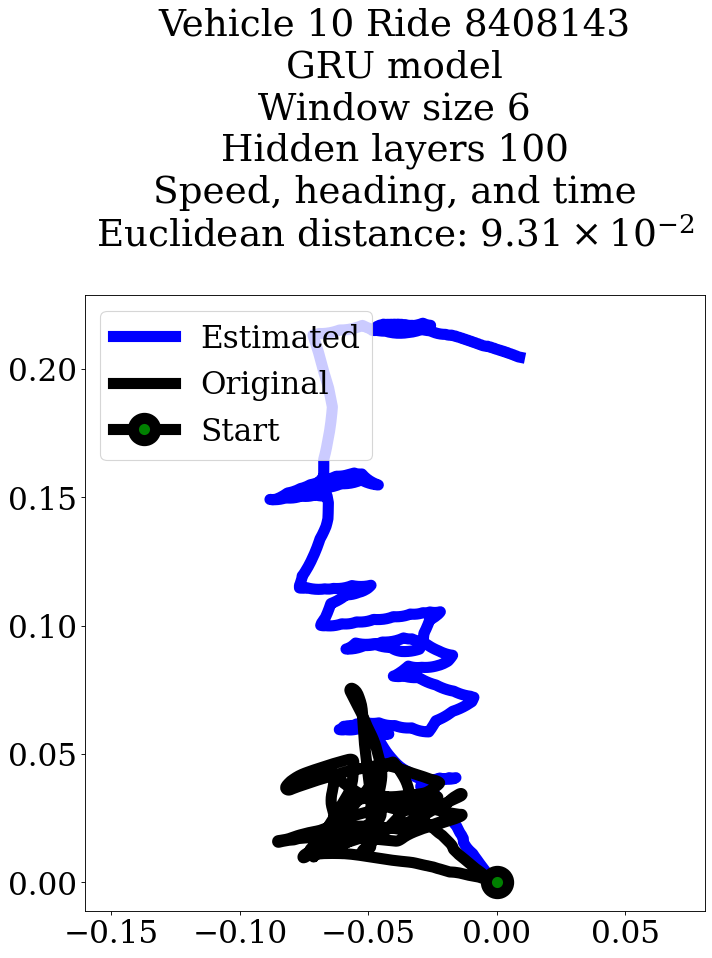 Vehicle 10 Ride 8408143
GRU model
Window size 6
Hidden layers 100
Speed, heading, and time
Euclidean distance: 9.31 × 10⁻²
Estimated
Original
Start
0.20
0.15
0.10
0.05
0.00
−0.15 −0.10 −0.05 0.00 0.05